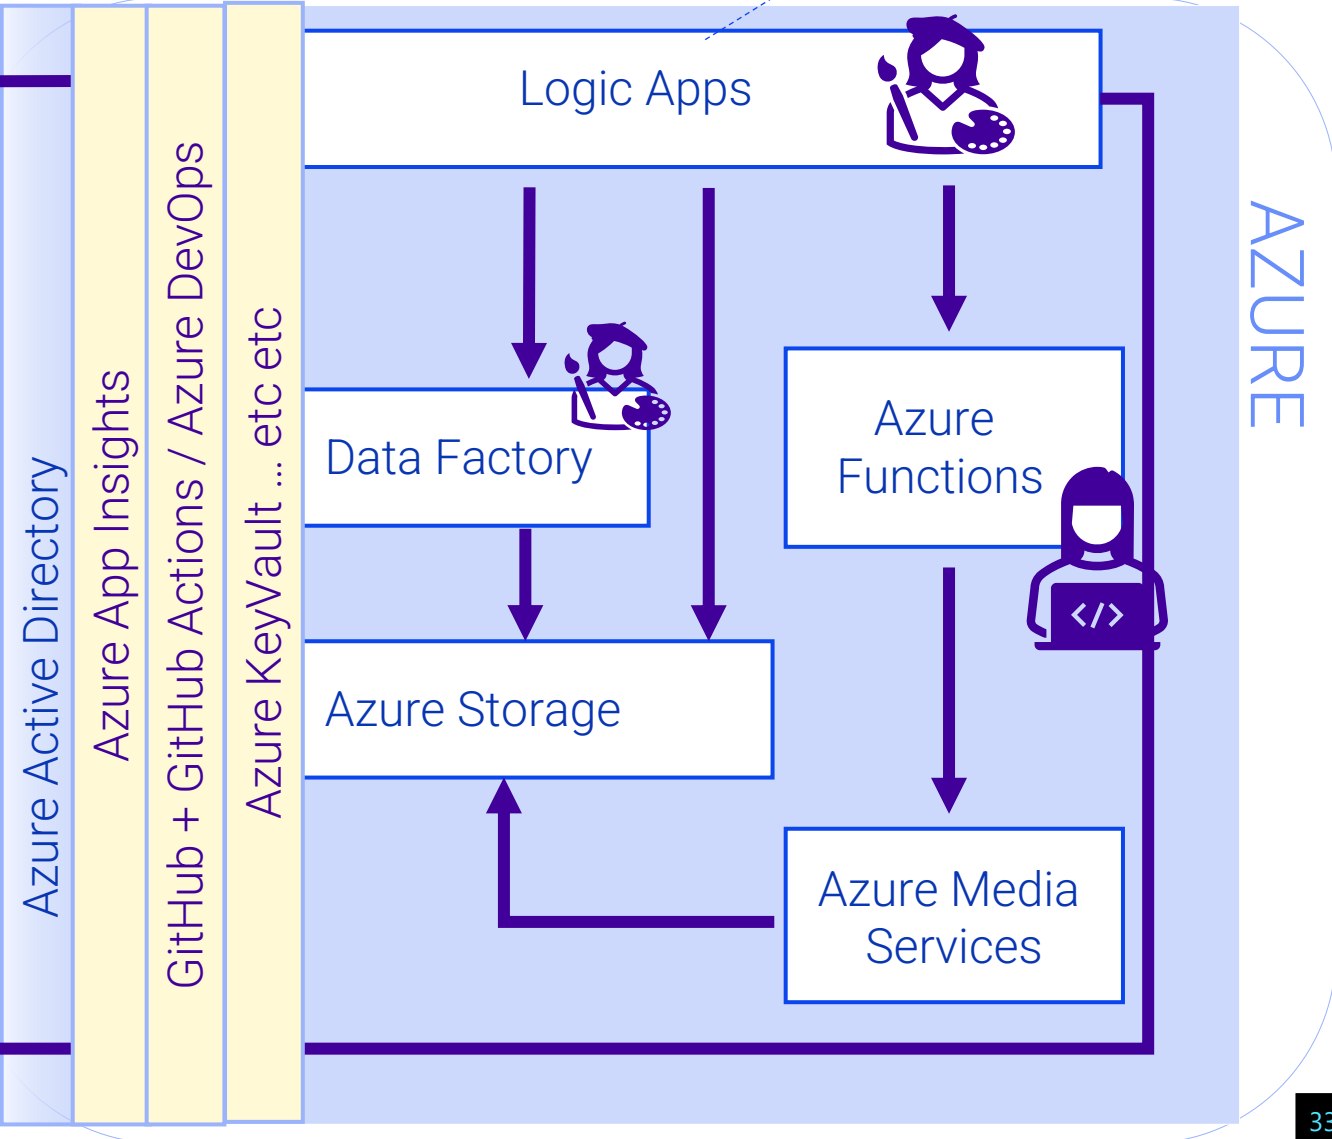 Azure Active Directory
Azure App Insights
GitHub + GitHub Actions / Azure DevOps
Azure KeyVault ... etc etc
Logic Apps
Data Factory
Azure
Functions
</>
Azure Storage
Azure Media
Services
AZURE
33